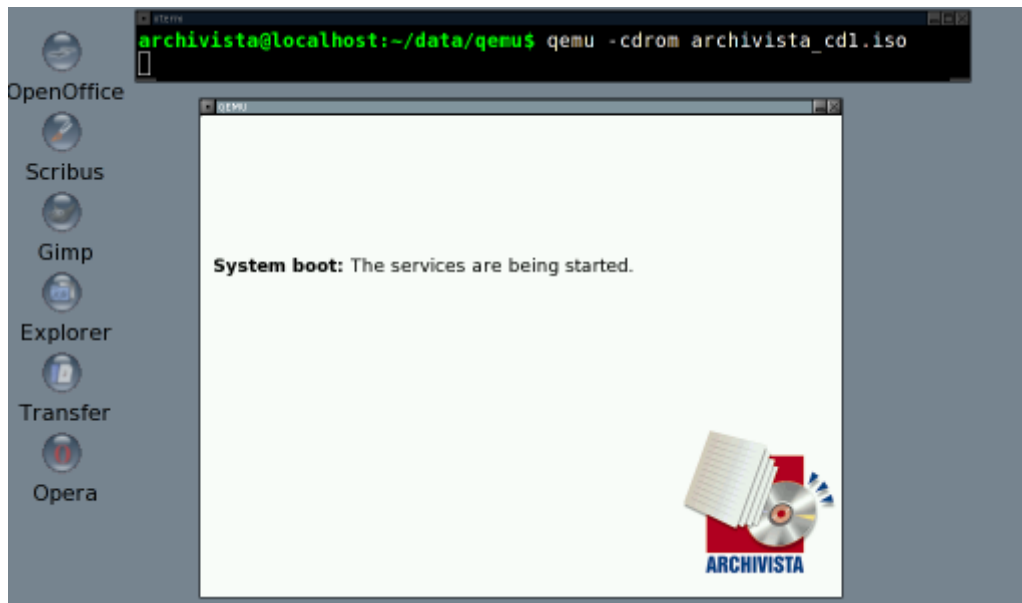 xterm
archivista@localhost:~/data/qemu$ qemu -cdrom archivista_cd1.iso
OpenOffice
Scribus
Gimp
Explorer
Transfer
Opera
QEMU
System boot: The services are being started.
ARCHIVISTA